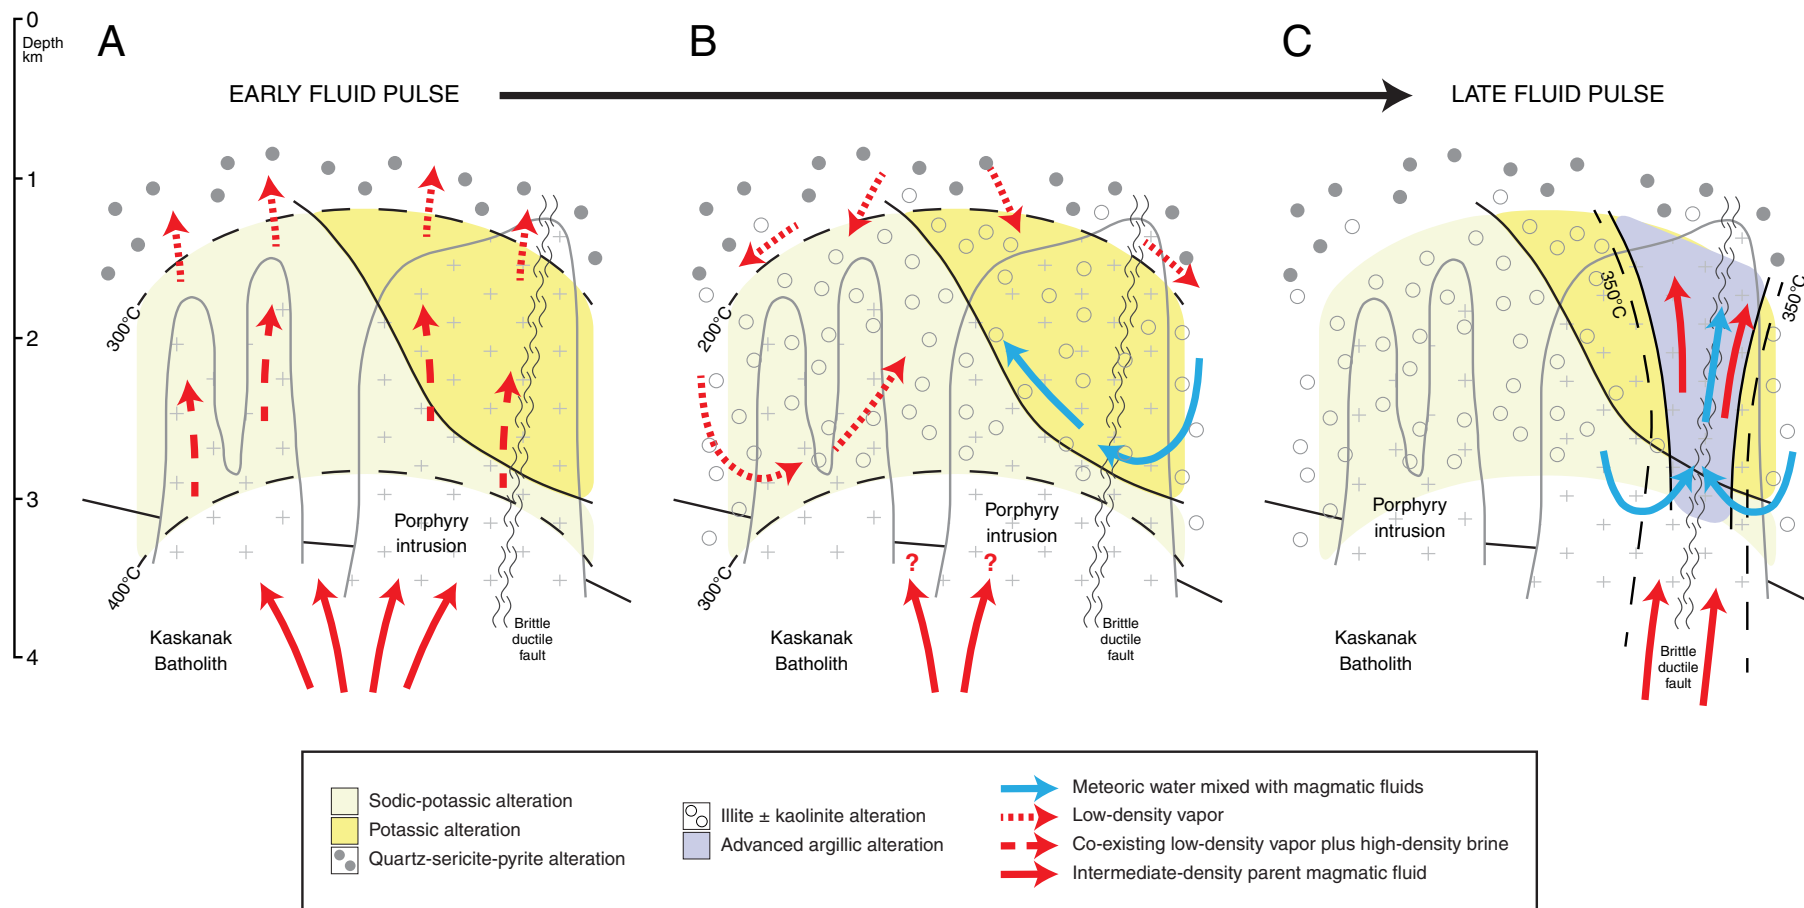 0
Depth
km
1
2
3
4
A
B
C
EARLY FLUID PULSE
LATE FLUID PULSE
300°C
400°C
Porphyry
intrusion
Kaskanak
Batholith
Brittle
ductile
fault
200°C
300°C
?
?
Porphyry
intrusion
Kaskanak
Batholith
Brittle
ductile
fault
350°C
350°C
Porphyry
intrusion
Kaskanak
Batholith
Brittle
ductile
fault
Sodic-potassic alteration
Potassic alteration
Quartz-sericite-pyrite alteration
Illite ± kaolinite alteration
Advanced argillic alteration
Meteoric water mixed with magmatic fluids
Low-density vapor
Co-existing low-density vapor plus high-density brine
Intermediate-density parent magmatic fluid